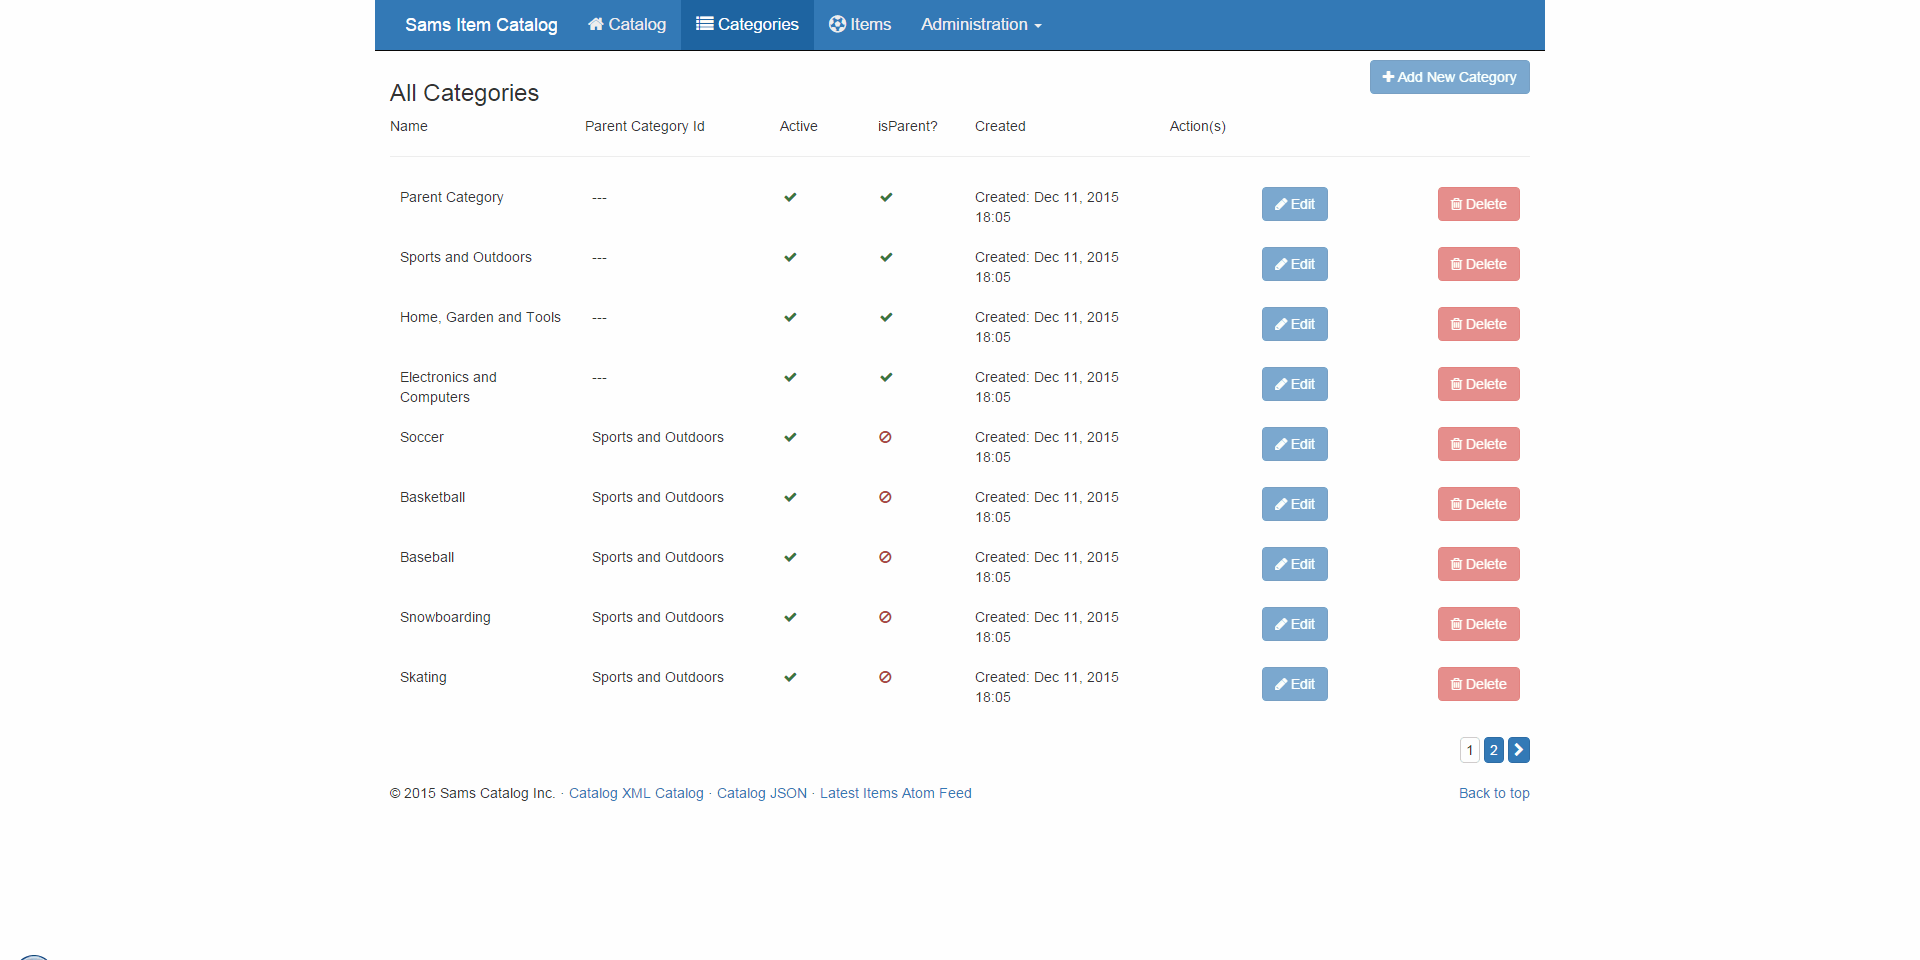 Sams Item Catalog Catalog Categories Items Administration
Add New Category
All Categories
Name Parent Category Id Active isParent? Created Action(s)
Parent Category --- Created: Dec 11, 2015 Edit Delete
18:05
Sports and Outdoors --- Created: Dec 11, 2015 Edit Delete
18:05
Home, Garden and Tools --- Created: Dec 11, 2015 Edit Delete
18:05
Electronics and --- Created: Dec 11, 2015 Edit Delete
Computers 18:05
Soccer Sports and Outdoors Created: Dec 11, 2015 Edit Delete
18:05
Basketball Sports and Outdoors Created: Dec 11, 2015 Edit Delete
18:05
Baseball Sports and Outdoors Created: Dec 11, 2015 Edit Delete
18:05
Snowboarding Sports and Outdoors Created: Dec 11, 2015 Edit Delete
18:05
Skating Sports and Outdoors Created: Dec 11, 2015 Edit Delete
18:05
1 2
© 2015 Sams Catalog Inc. · Catalog XML Catalog · Catalog JSON · Latest Items Atom Feed Back to top